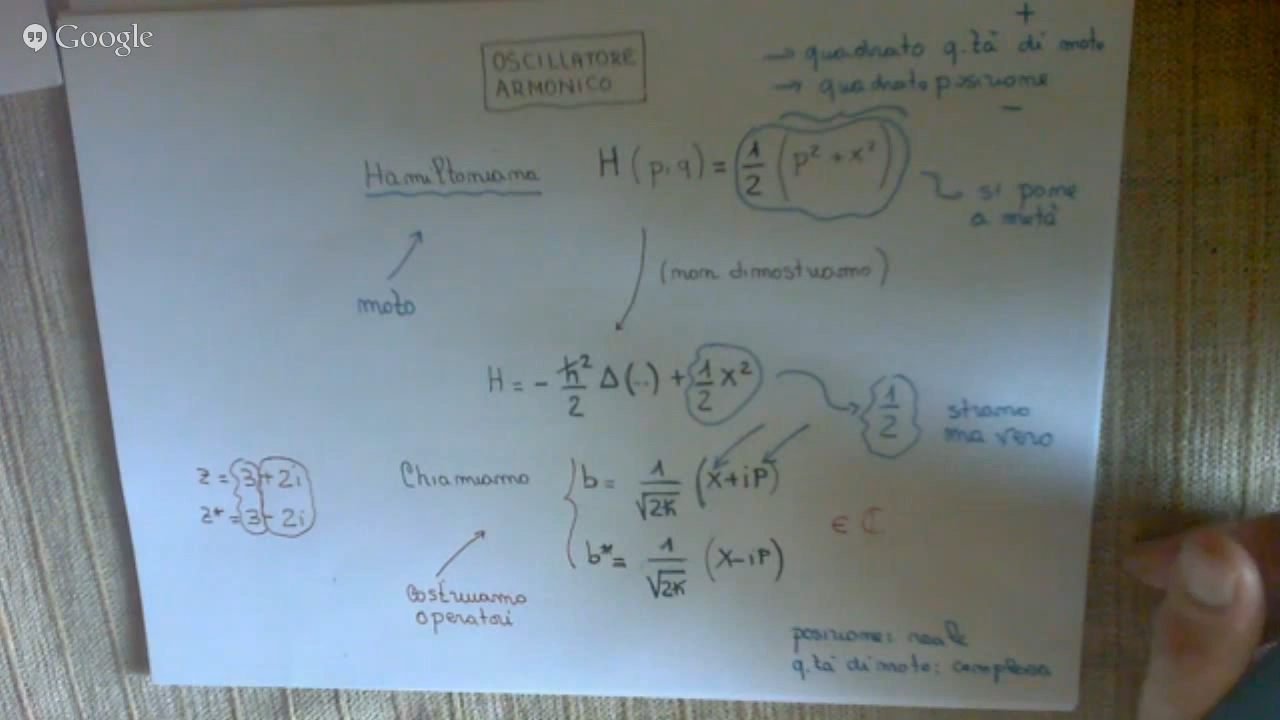 Google
OSCILLATORE
ARMONICO
+
→ quadrato q.tà di moto
→ quadrato posizione
−
Hamiltoniana
H(p,q) = 1/2 (p² + x²)
si pone
a metà
moto
(non dimostriamo)
H = - ℏ²/2 Δ(..) + 1/2 x²
1/2
strano
ma vero
z = 3 + 2i
z* = 3 - 2i
Chiamiamo
b = 1/√2ℏ (x+iP)
b* = 1/√2ℏ (x-iP)
∈ ℂ
costruiamo
operatori
posizione: reale
q.tà di moto: complessa